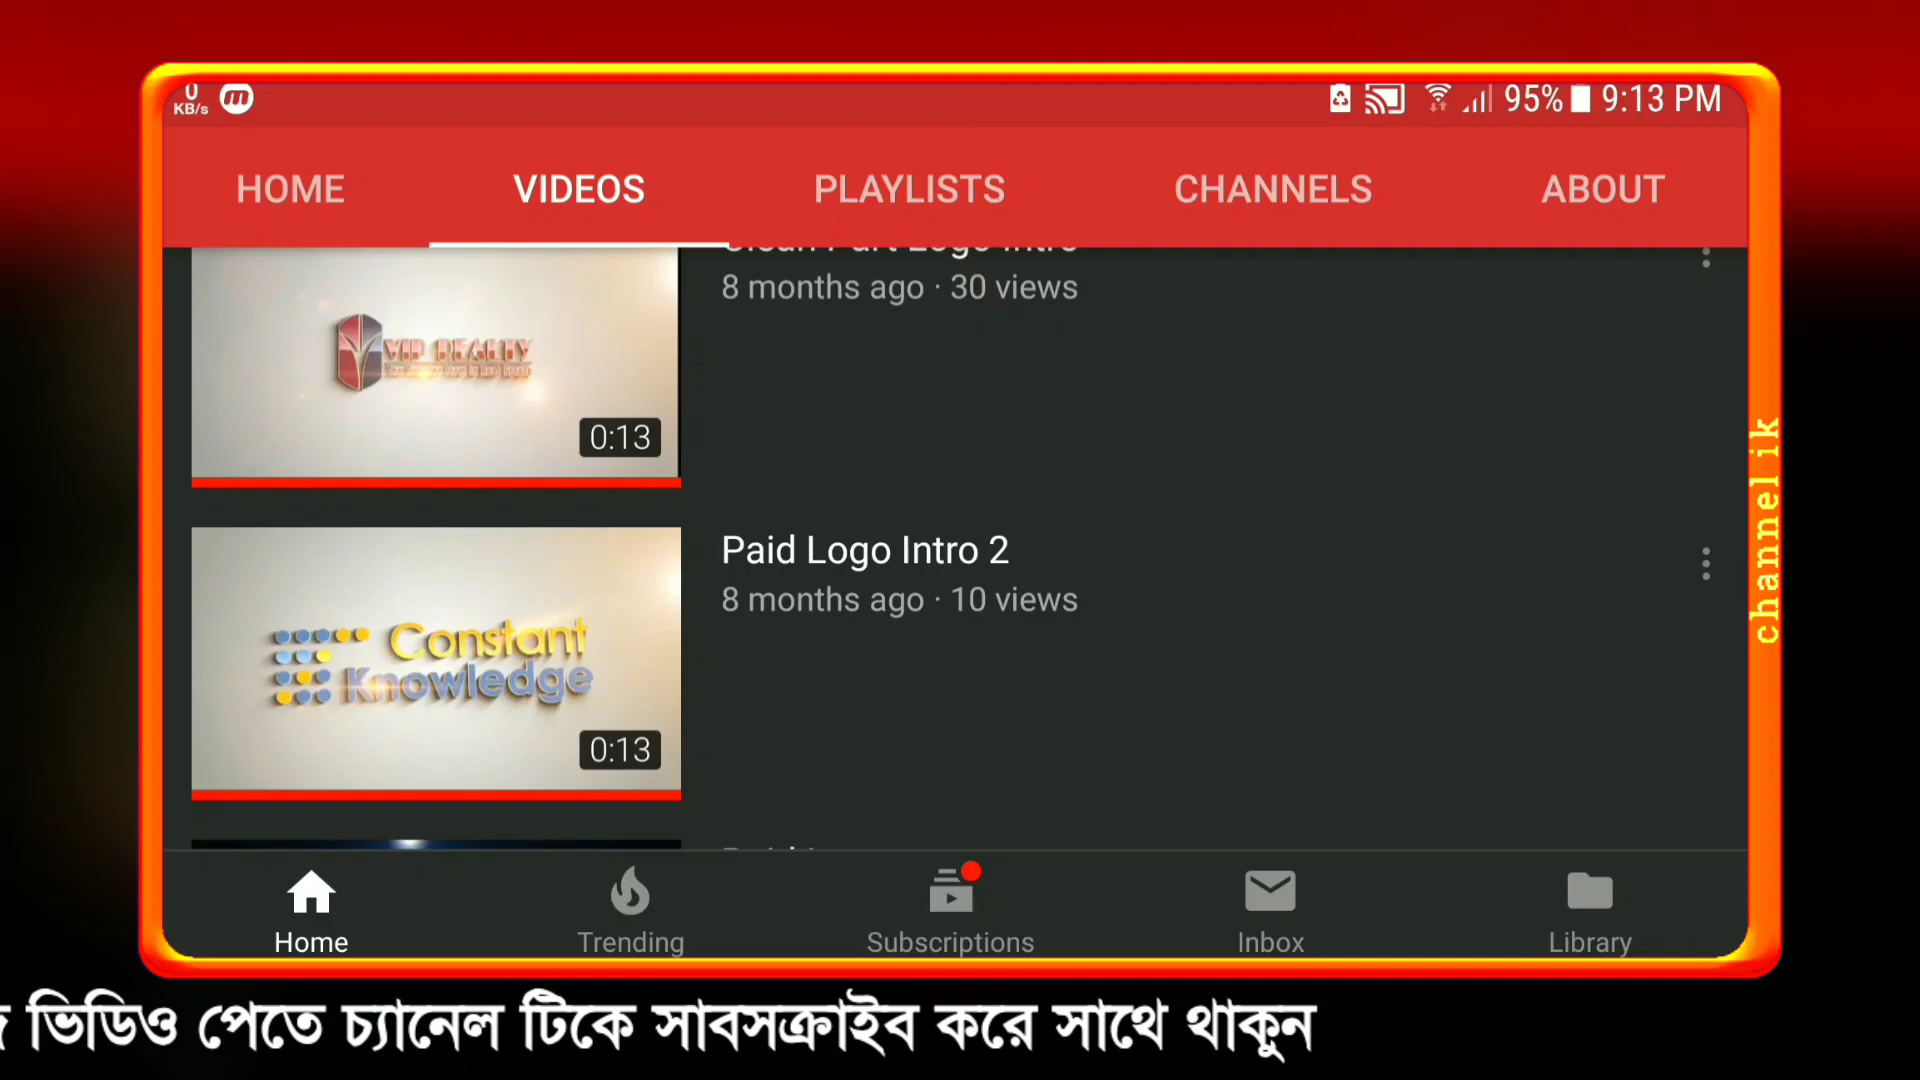 0
KB/s
95% 9:13 PM
HOME VIDEOS PLAYLISTS CHANNELS ABOUT
8 months ago · 30 views
VIP REALTY
0:13
Paid Logo Intro 2
8 months ago · 10 views
Constant
Knowledge
0:13
channel ik
Home Trending Subscriptions Inbox Library
ভিডিও পেতে চ্যানেল টিকে সাবসক্রাইব করে সাথে থাকুন